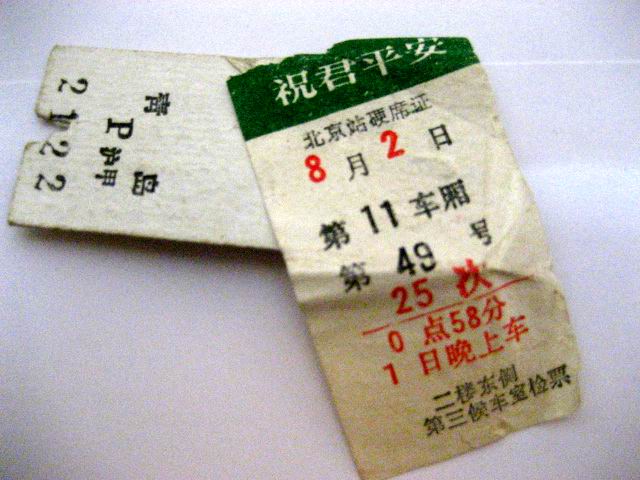 祝君平安
北京站硬席证
8月2日
第11车厢
第49号
25次
0点58分
1日晚上车
二楼东侧
第三候车室检票
青岛
P
2122